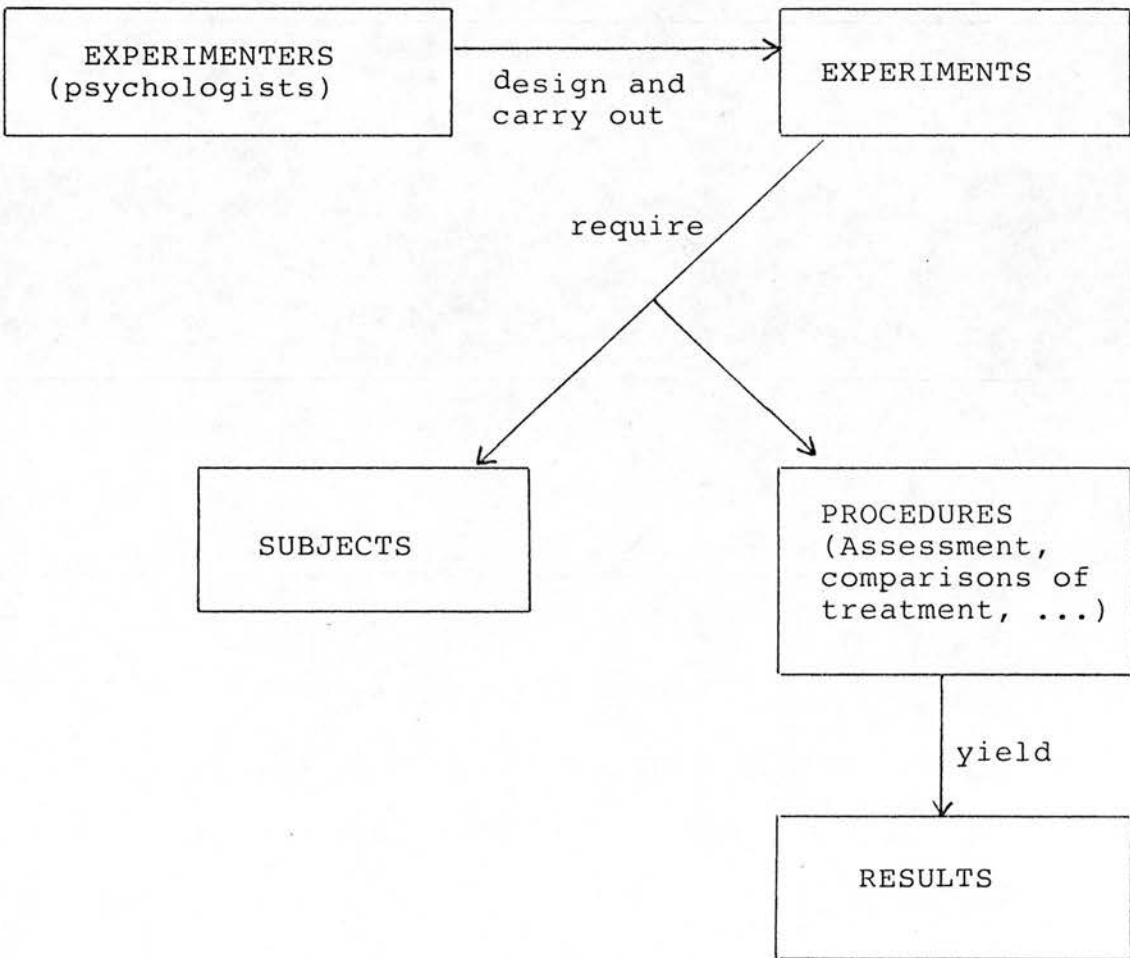 EXPERIMENTERS
(psychologists)
design and
carry out
EXPERIMENTS
require
SUBJECTS
PROCEDURES
(Assessment,
comparisons of
treatment, ...)
yield
RESULTS